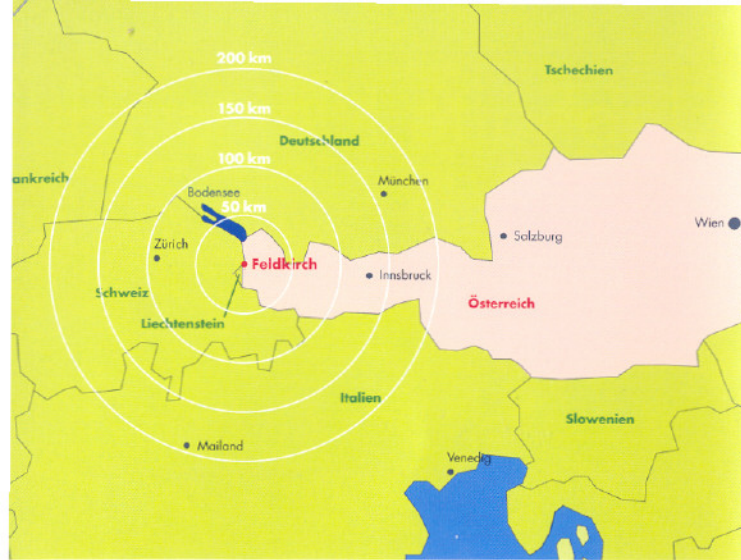 200 km
Tschechien
150 km
Deutschland
100 km
ankreich
München
Bodensee
50 km
Wien
Salzburg
Zürich
Feldkirch
Innsbruck
Schweiz
Österreich
Liechtenstein
Italien
Slowenien
Mailand
Venedig